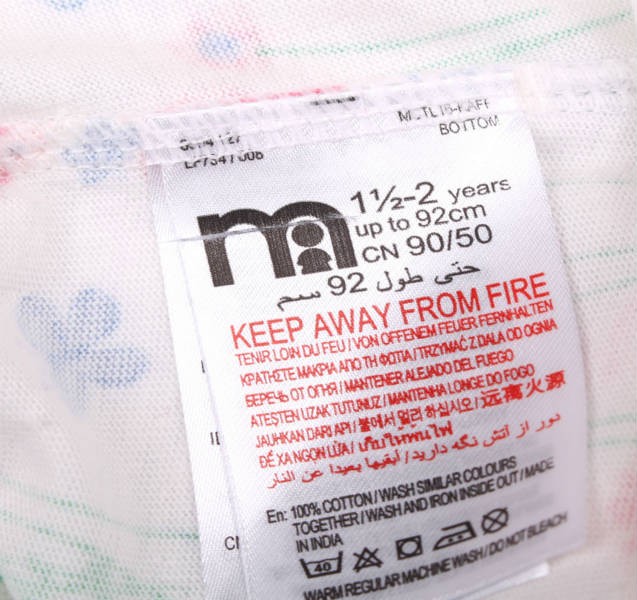 BOTTOM
1½-2 years
up to 92cm
CN 90/50
حتى طول 92 سم
KEEP AWAY FROM FIRE
TENIR LOIN DU FEU / VON OFFENEM FEUER FERNHALTEN
ΚΡΑΤΗΣΤΕ ΜΑΚΡΙΑ ΑΠΟ ΤΗ ΦΩΤΙΑ / TRZYMAĆ Z DALA OD OGNIA
БЕРЕЧЬ ОТ ОГНЯ / MANTENER ALEJADO DEL FUEGO
ATEŞTEN UZAK TUTUNUZ / MANTENHA LONGE DO FOGO
JAUHKAN DARI API / 불에서 멀리 하십시오 / 远离火源
ĐỂ XA NGỌN LỬA / เก็บให้พ้นไฟ
دور از آتش نگه دارید / أبقيها بعيدا عن النار
En: 100% COTTON / WASH SIMILAR COLOURS
TOGETHER / WASH AND IRON INSIDE OUT / MADE
IN INDIA
40
WARM REGULAR MACHINE WASH / DO NOT BLEACH